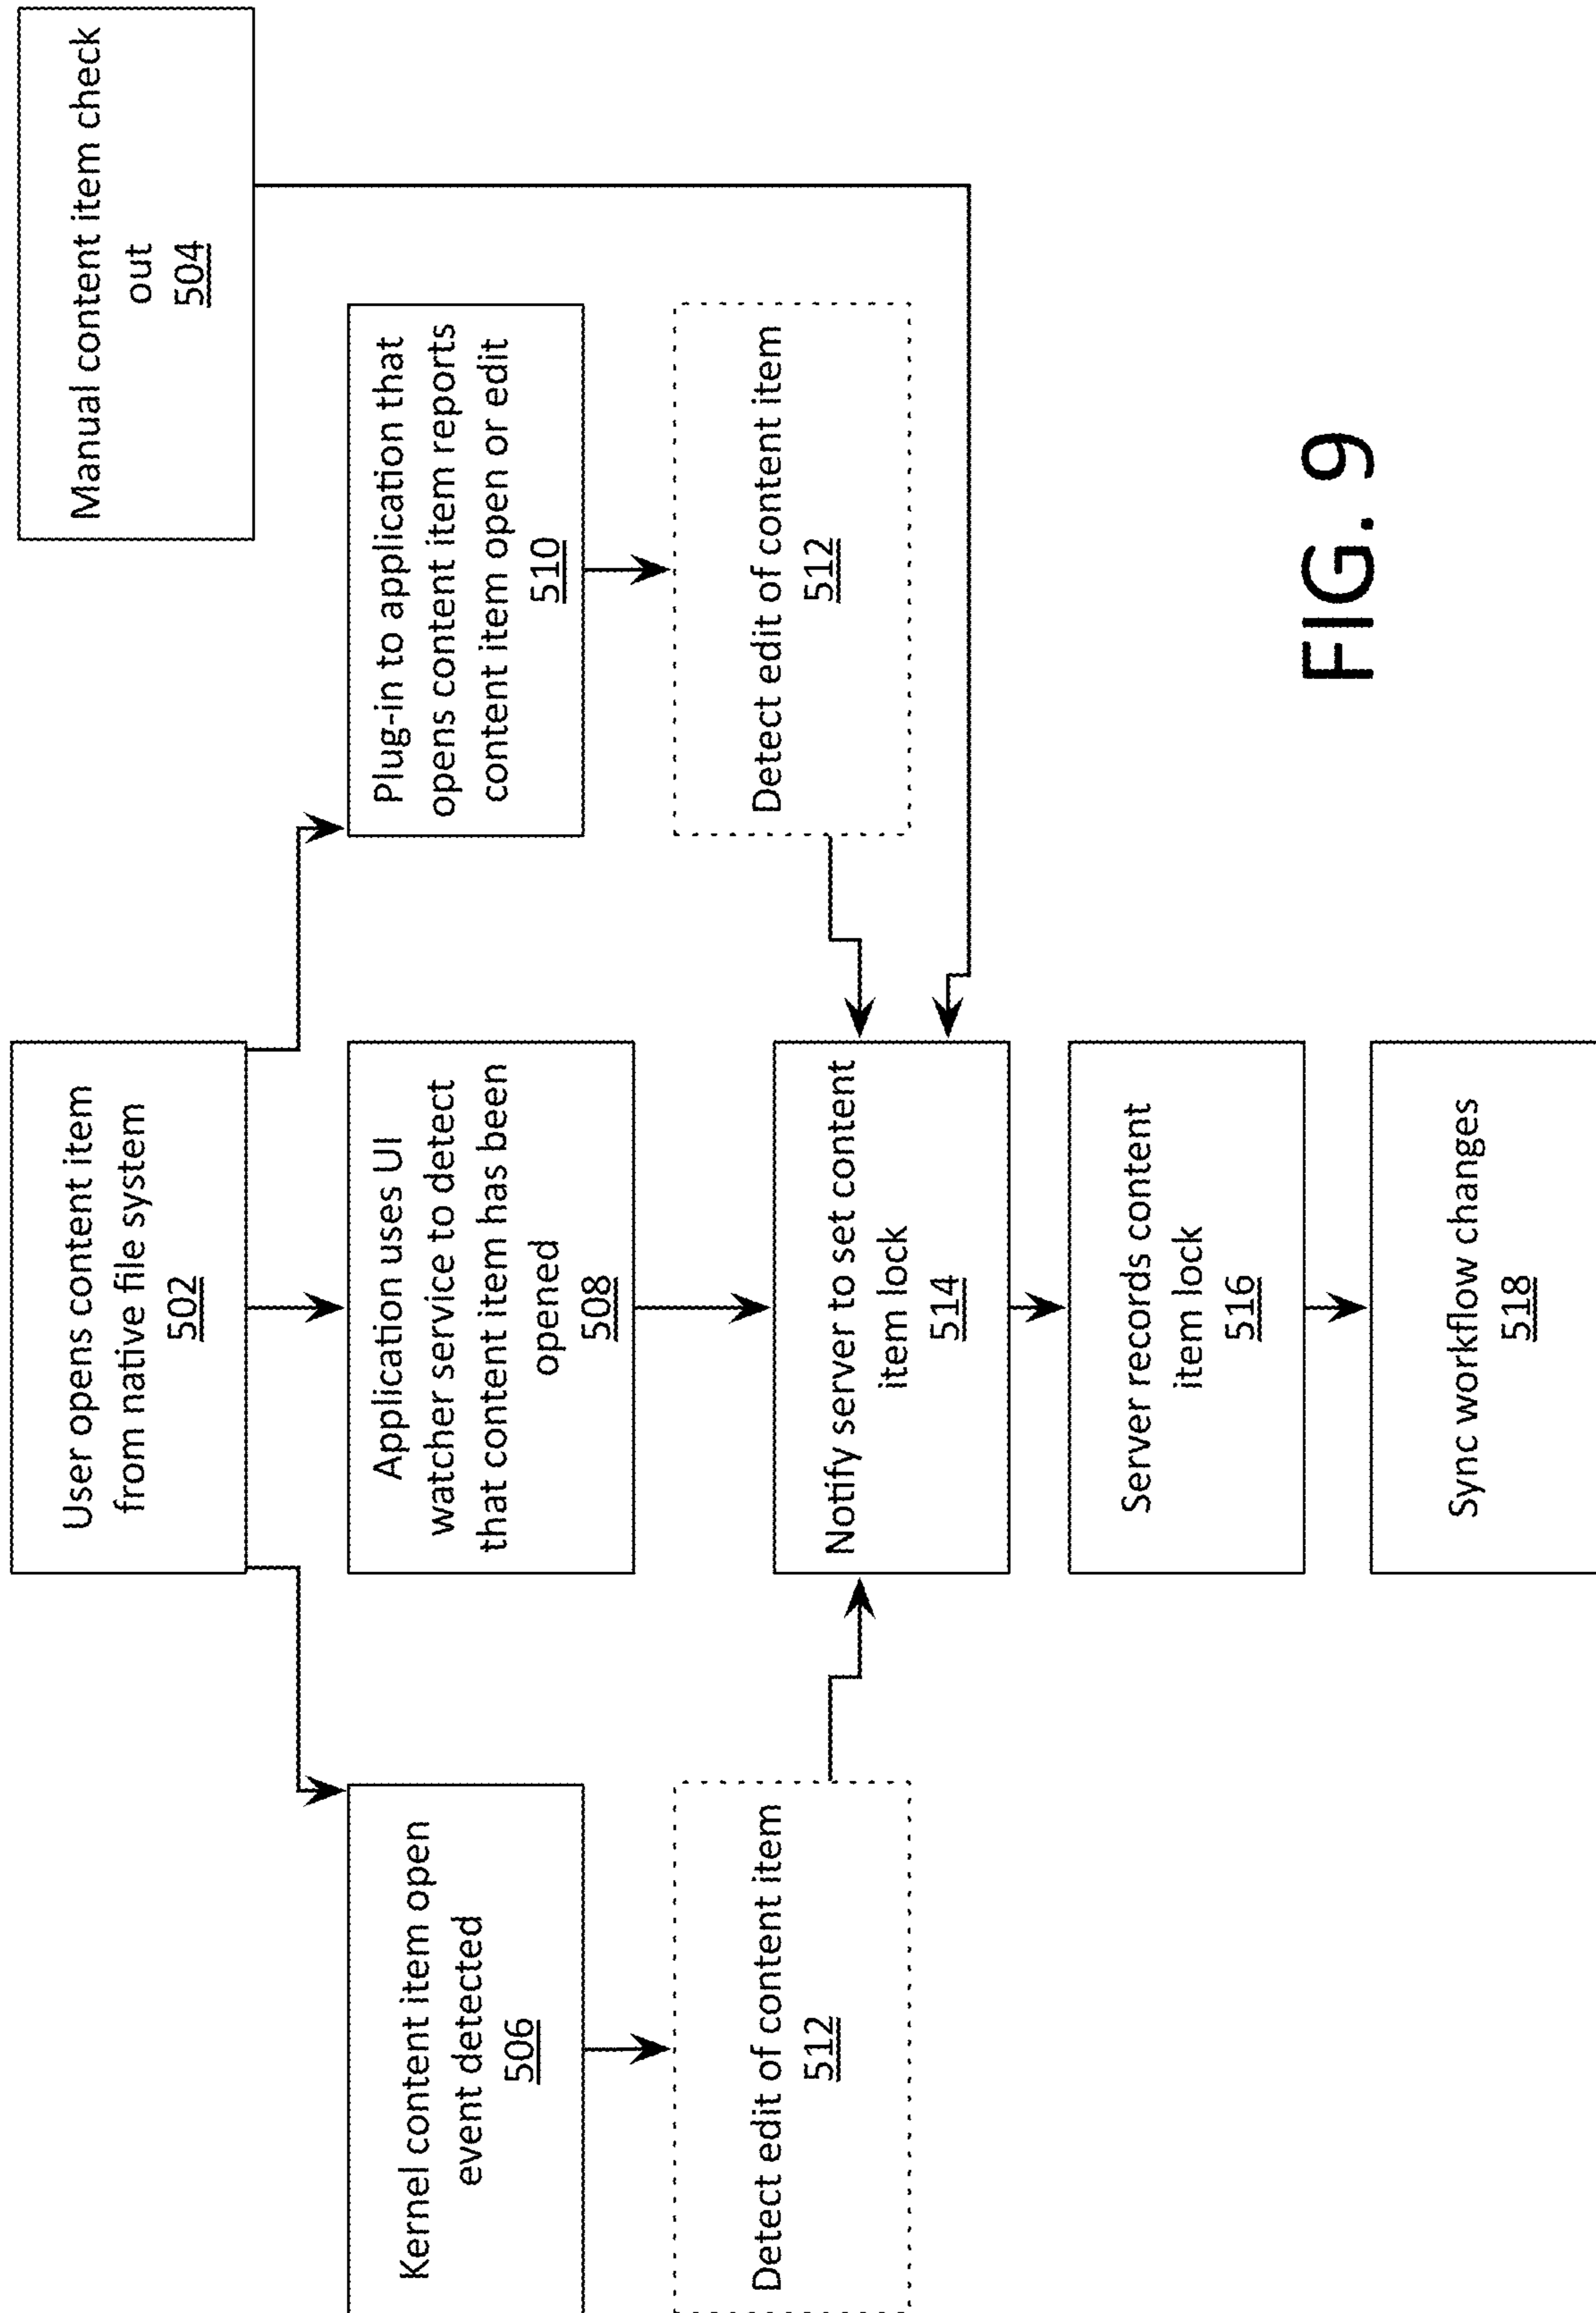 User opens content item
from native file system
502
Manual content item check
out
504
Kernel content item open
event detected
506
Application uses UI
watcher service to detect
that content item has been
opened
508
Plug-in to application that
opens content item reports
content item open or edit
510
Detect edit of content item
512
Detect edit of content item
512
Notify server to set content
item lock
514
Server records content
item lock
516
Sync workflow changes
518
FIG. 9